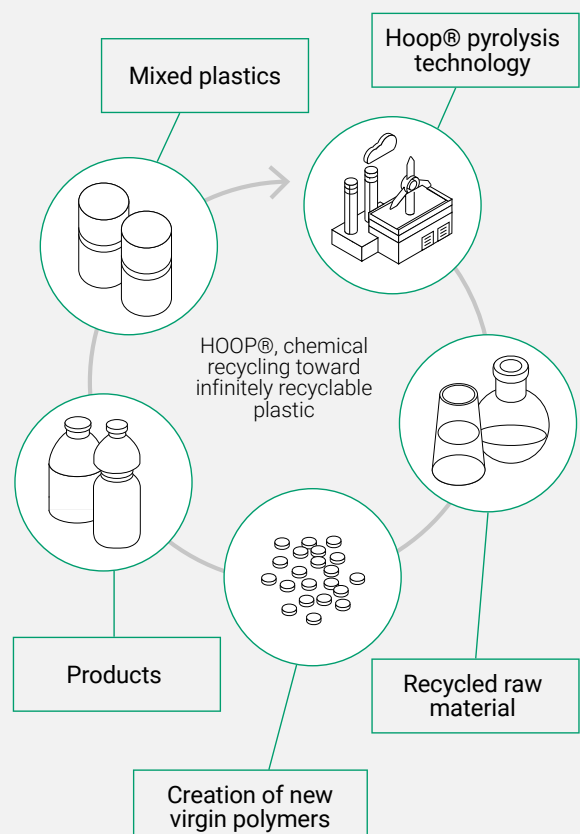 Hoop® pyrolysis
technology
Mixed plastics
HOOP®, chemical
recycling toward
infinitely recyclable
plastic
Products
Recycled raw
material
Creation of new
virgin polymers